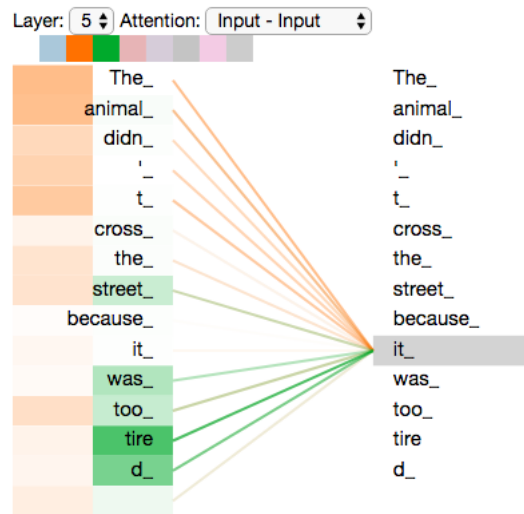 Layer: 5 Attention: Input - Input
The_ The_
animal_ animal_
didn_ didn_
'_ '_
t_ t_
cross_ cross_
the_ the_
street_ street_
because_ because_
it_ it_
was_ was_
too_ too_
tire tire
d_ d_